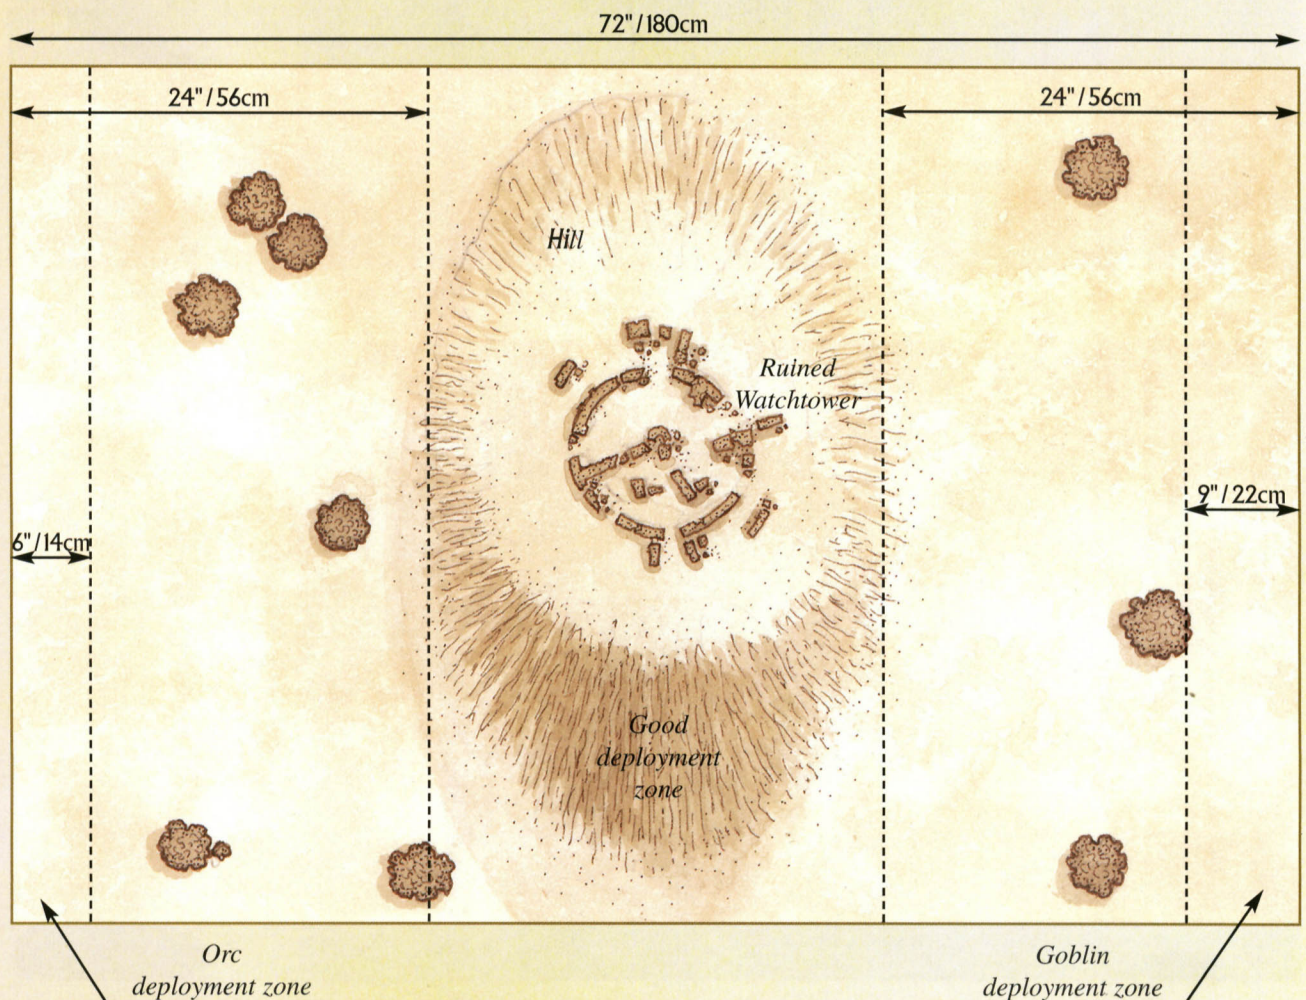 72"/180cm
24"/56cm
24"/56cm
Hill
Ruined
Watchtower
9"/22cm
6"/14cm
Good
deployment
zone
Orc
deployment zone
Goblin
deployment zone